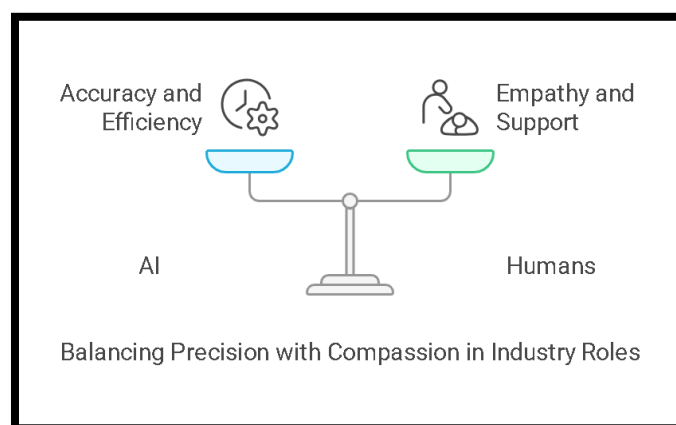 Accuracy and
Efficiency
Empathy and
Support
AI
Humans
Balancing Precision with Compassion in Industry Roles